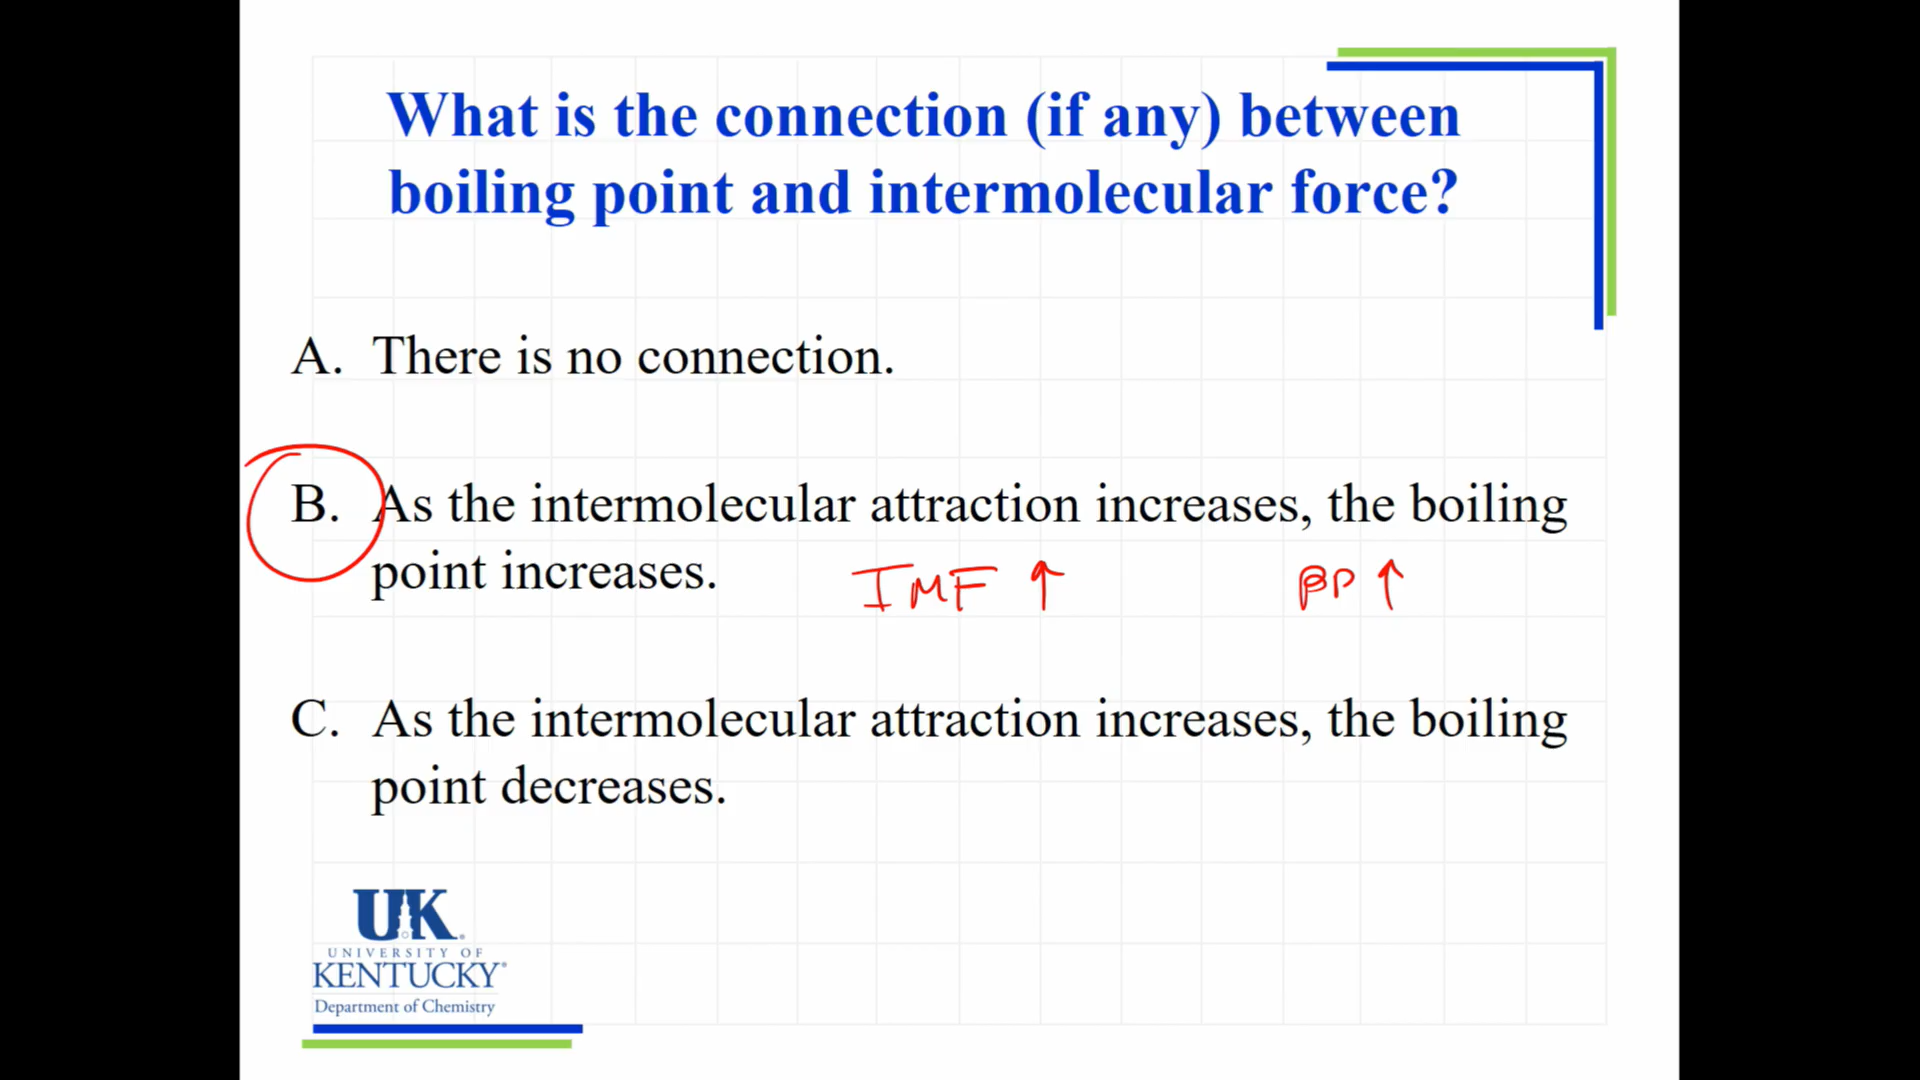 What is the connection (if any) between
boiling point and intermolecular force?
A. There is no connection.
B. As the intermolecular attraction increases, the boiling
point increases.
IMF ↑ BP ↑
C. As the intermolecular attraction increases, the boiling
point decreases.
UK
UNIVERSITY OF
KENTUCKY®
Department of Chemistry